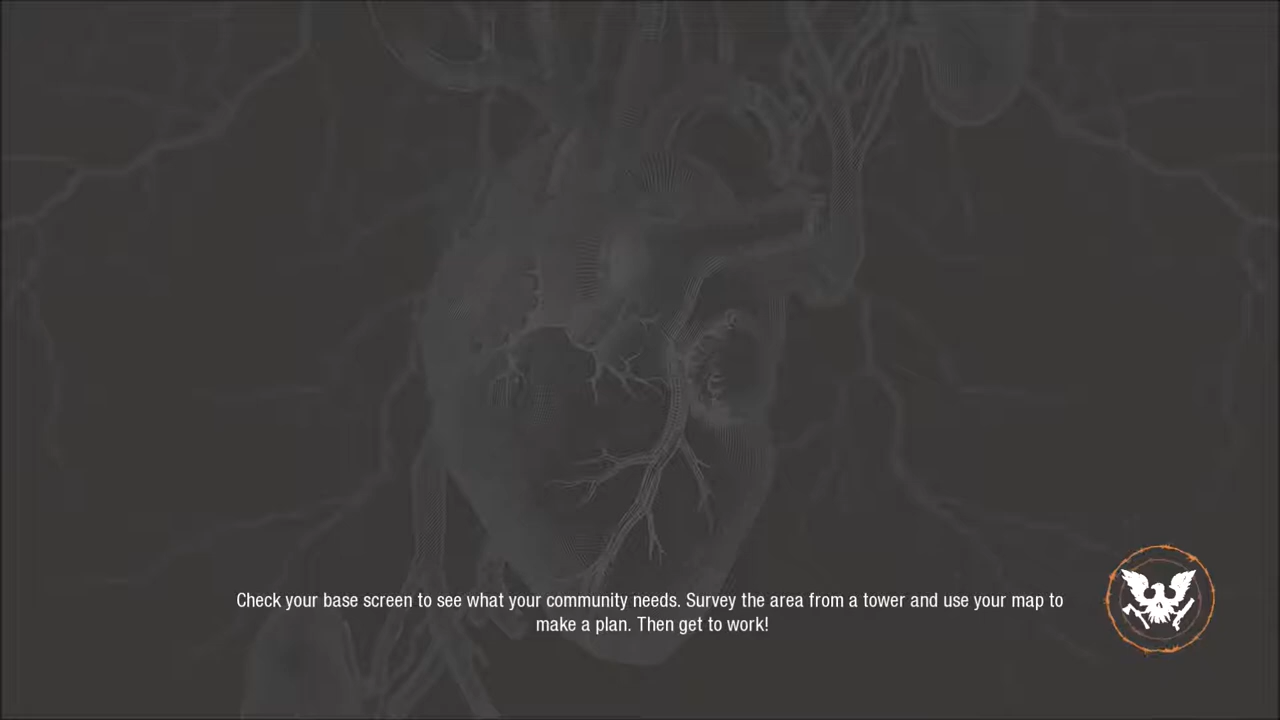 Check your base screen to see what your community needs. Survey the area from a tower and use your map to
make a plan. Then get to work!